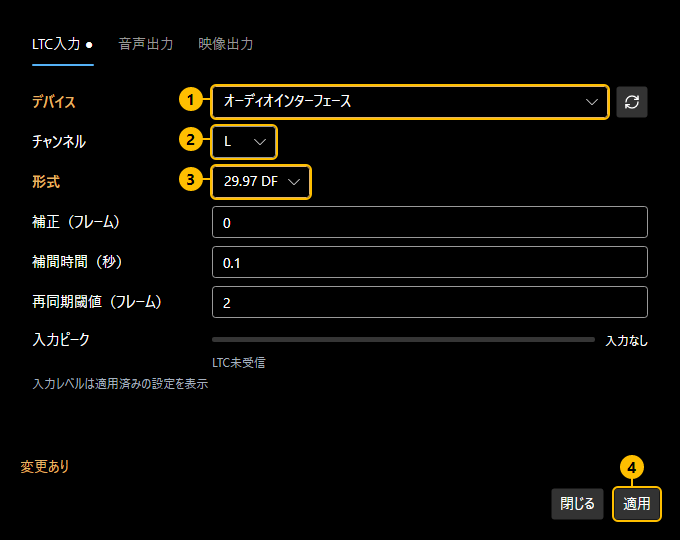 LTC入力 ● 音声出力 映像出力
デバイス 1 オーディオインターフェース
チャンネル 2 L
形式 3 29.97 DF
補正（フレーム） 0
補間時間（秒） 0.1
再同期閾値（フレーム） 2
入力ピーク 入力なし
LTC未受信
入力レベルは適用済みの設定を表示
変更あり
4
閉じる 適用